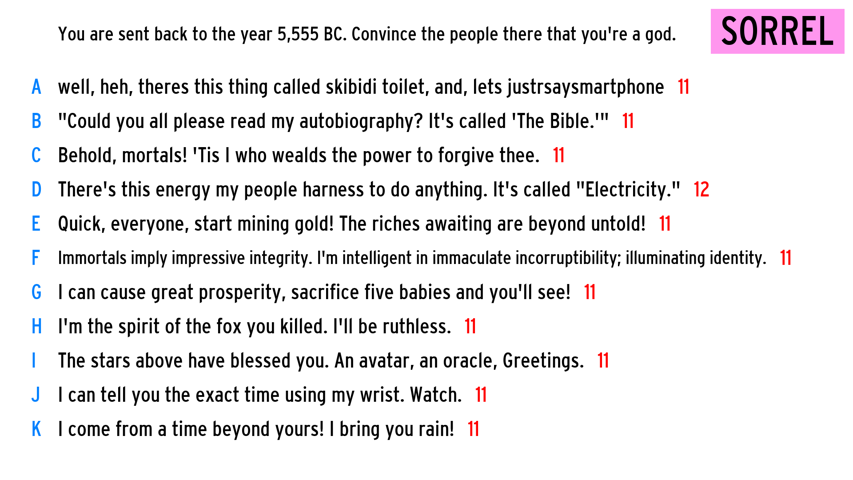 You are sent back to the year 5,555 BC. Convince the people there that you're a god.
SORREL
A well, heh, theres this thing called skibidi toilet, and, lets justrsaysmartphone 11
B "Could you all please read my autobiography? It's called 'The Bible.'" 11
C Behold, mortals! 'Tis I who wealds the power to forgive thee. 11
D There's this energy my people harness to do anything. It's called "Electricity." 12
E Quick, everyone, start mining gold! The riches awaiting are beyond untold! 11
F Immortals imply impressive integrity. I'm intelligent in immaculate incorruptibility; illuminating identity. 11
G I can cause great prosperity, sacrifice five babies and you'll see! 11
H I'm the spirit of the fox you killed. I'll be ruthless. 11
I The stars above have blessed you. An avatar, an oracle, Greetings. 11
J I can tell you the exact time using my wrist. Watch. 11
K I come from a time beyond yours! I bring you rain! 11